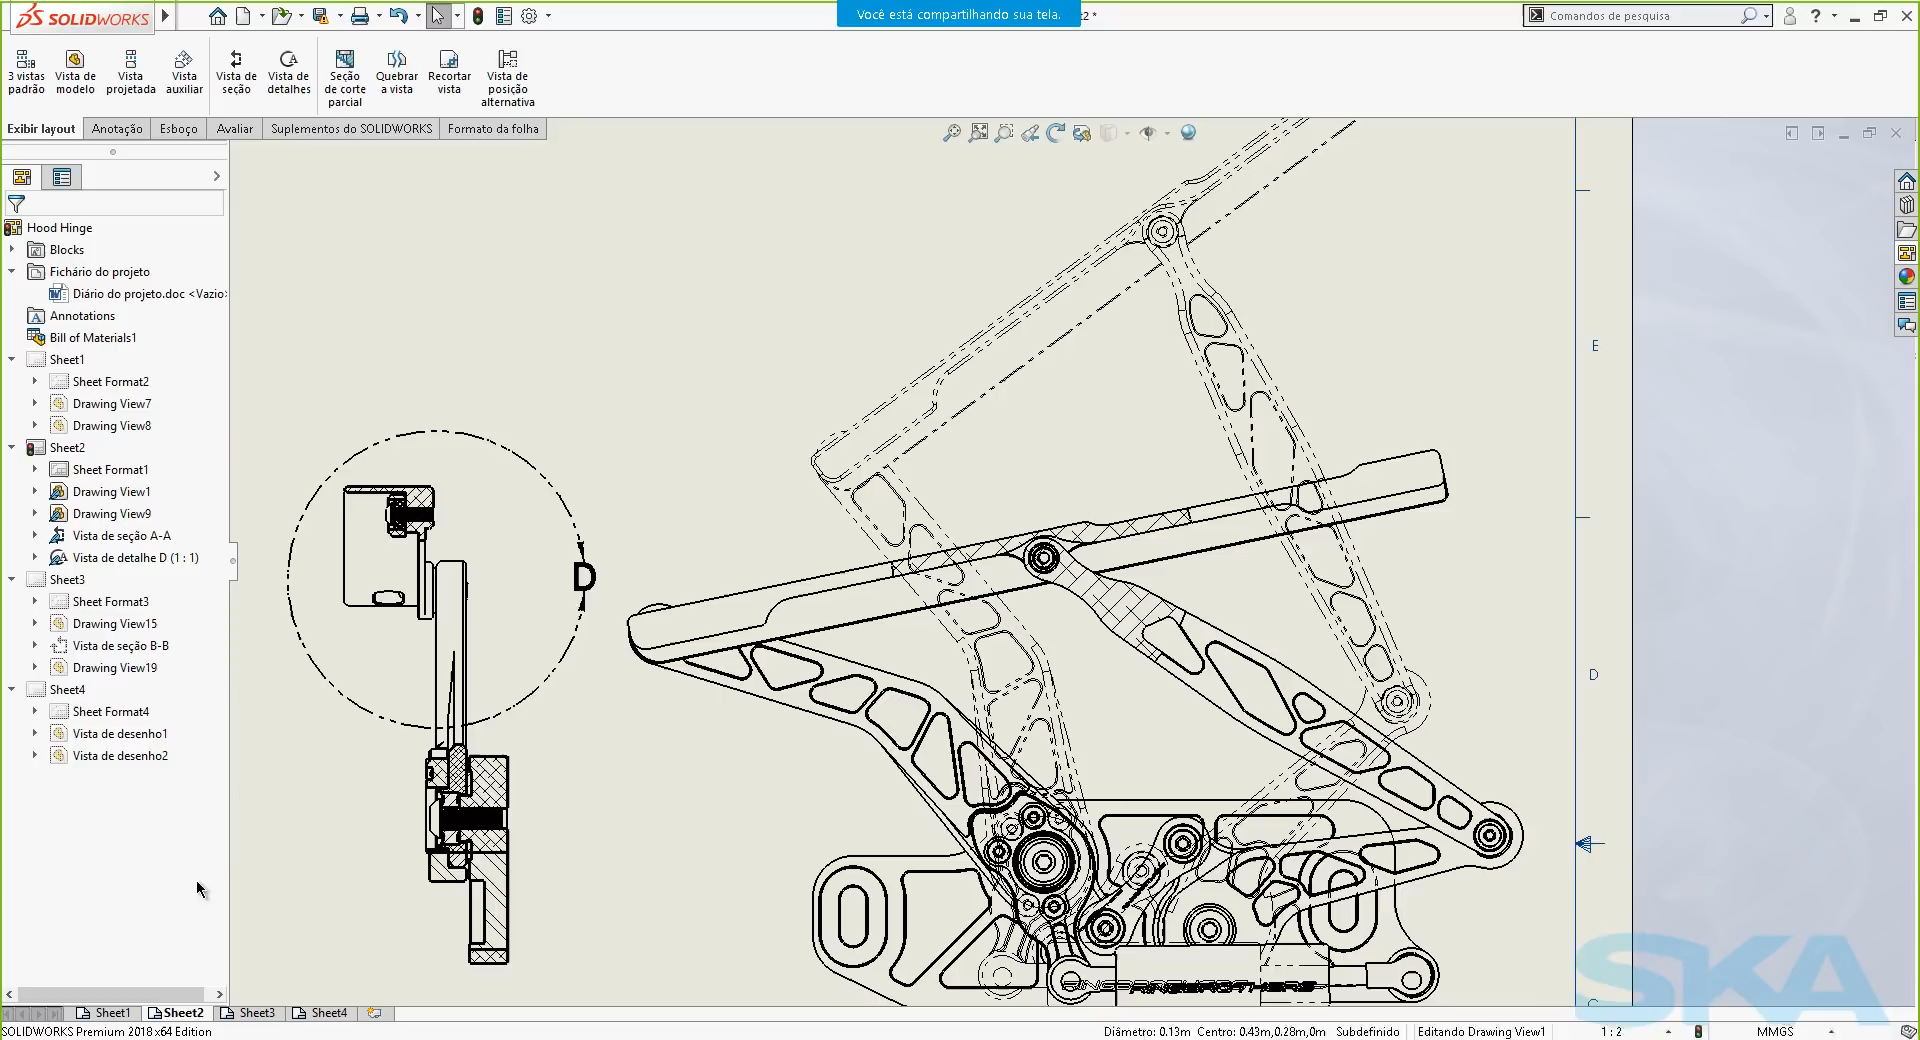 SOLIDWORKS
Você está compartilhando sua tela.
t2 *
Comandos de pesquisa
3 vistas padrão
Vista de modelo
Vista projetada
Vista auxiliar
Vista de seção
Vista de detalhes
Seção de corte parcial
Quebrar a vista
Recortar vista
Vista de posição alternativa
Exibir layout
Anotação
Esboço
Avaliar
Suplementos do SOLIDWORKS
Formato da folha
Hood Hinge
Blocks
Fichário do projeto
Diário do projeto.doc <Vazio>
Annotations
Bill of Materials1
Sheet1
Sheet Format2
Drawing View7
Drawing View8
Sheet2
Sheet Format1
Drawing View1
Drawing View9
Vista de seção A-A
Vista de detalhe D (1 : 1)
Sheet3
Sheet Format3
Drawing View15
Vista de seção B-B
Drawing View19
Sheet4
Sheet Format4
Vista de desenho1
Vista de desenho2
D
E
D
C
SKA
Sheet1
Sheet2
Sheet3
Sheet4
SOLIDWORKS Premium 2018 x64 Edition
Diâmetro: 0.13m Centro: 0.43m,0.28m,0m
Subdefinido
Editando Drawing View1
1 : 2
MMGS